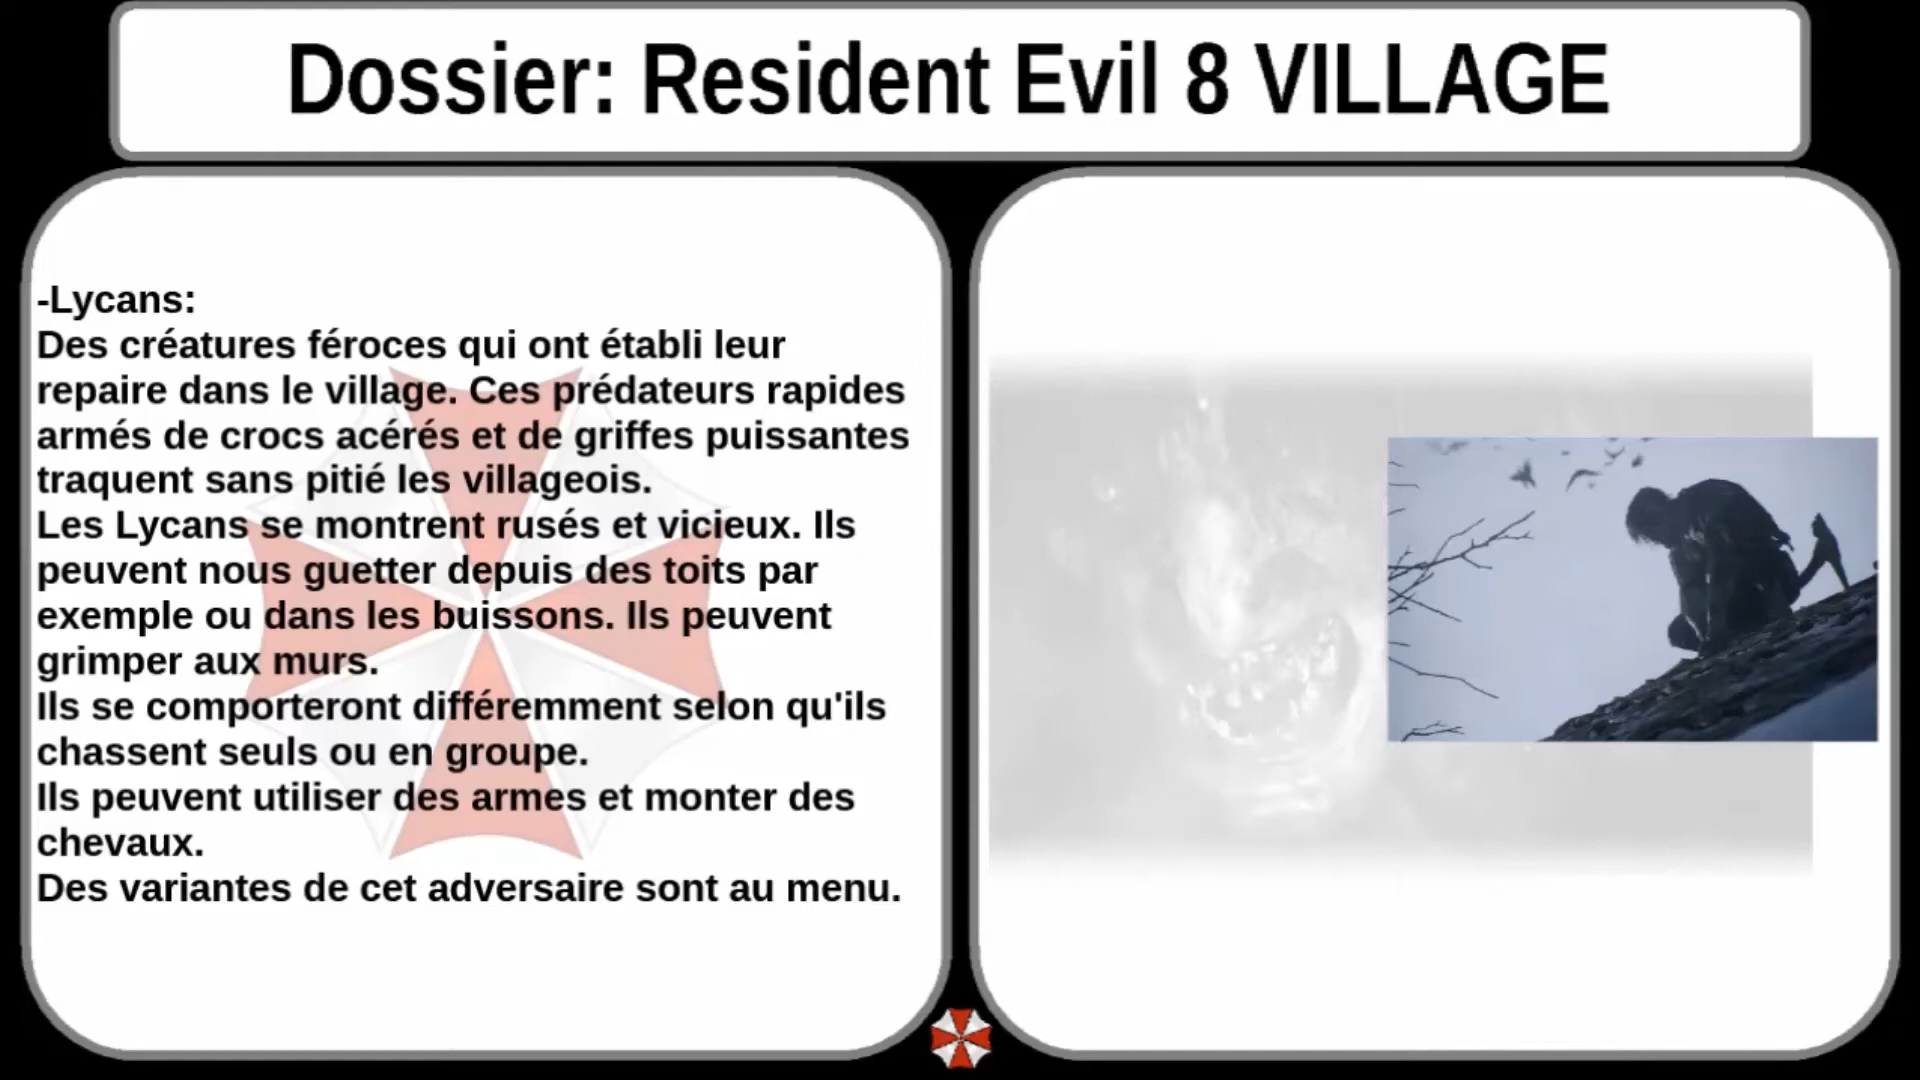 Dossier: Resident Evil 8 VILLAGE
-Lycans:
Des créatures féroces qui ont établi leur
repaire dans le village. Ces prédateurs rapides
armés de crocs acérés et de griffes puissantes
traquent sans pitié les villageois.
Les Lycans se montrent rusés et vicieux. Ils
peuvent nous guetter depuis des toits par
exemple ou dans les buissons. Ils peuvent
grimper aux murs.
Ils se comporteront différemment selon qu'ils
chassent seuls ou en groupe.
Ils peuvent utiliser des armes et monter des
chevaux.
Des variantes de cet adversaire sont au menu.